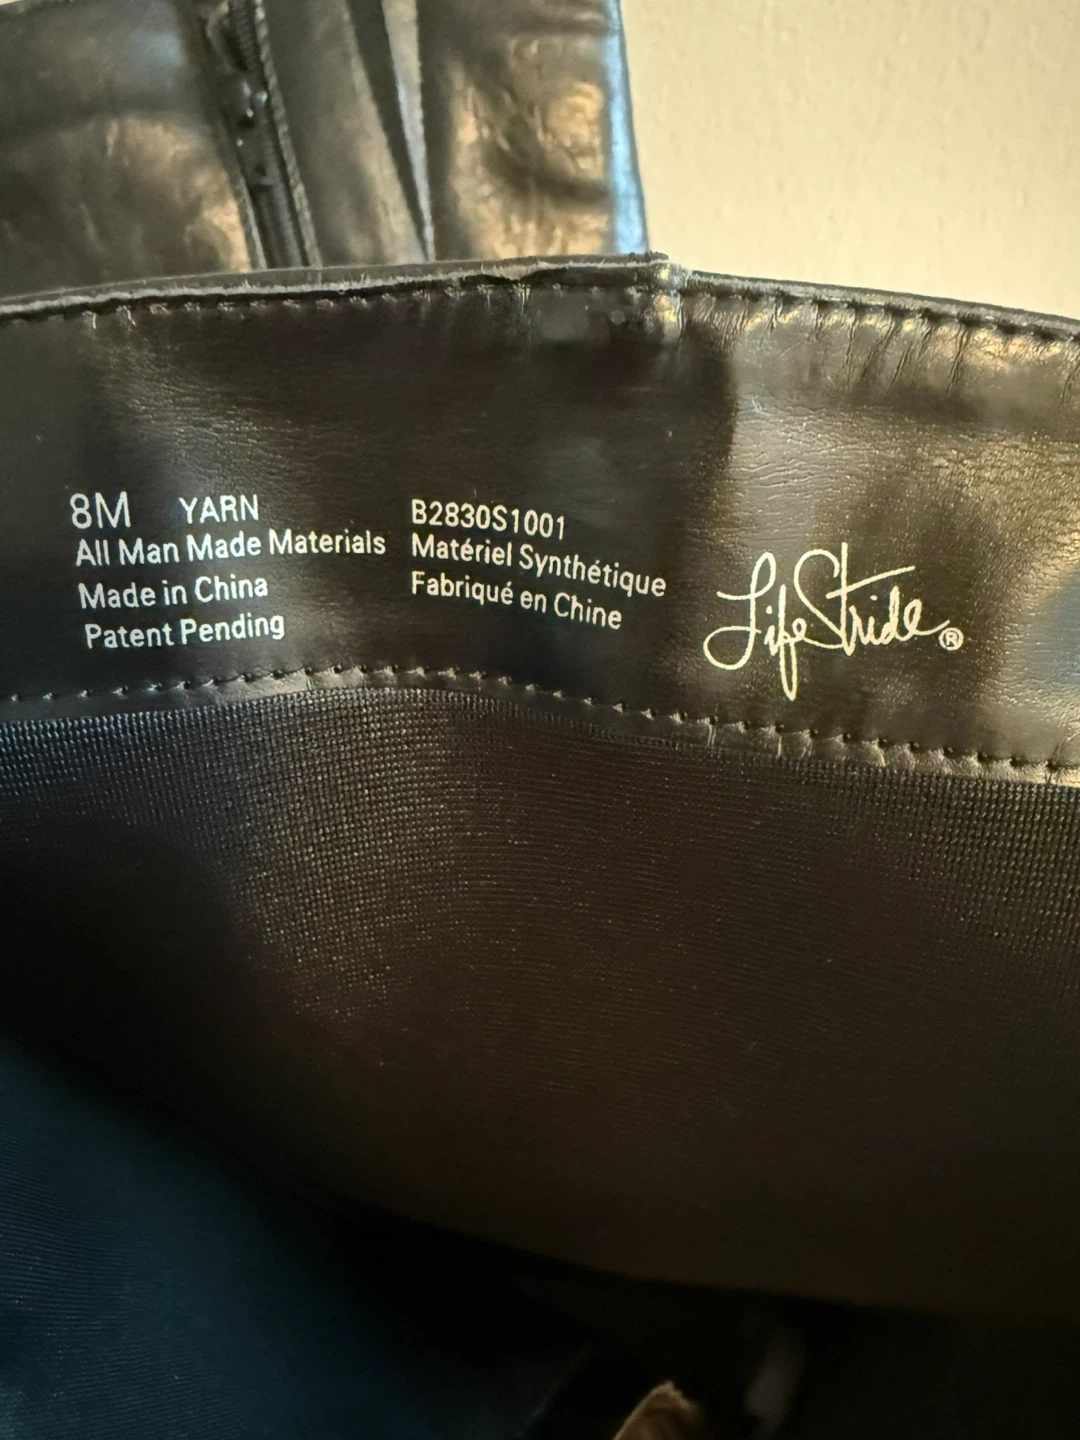 8M YARN
All Man Made Materials
Made in China
Patent Pending
B2830S1001
Matériel Synthétique
Fabriqué en Chine
LifeStride®